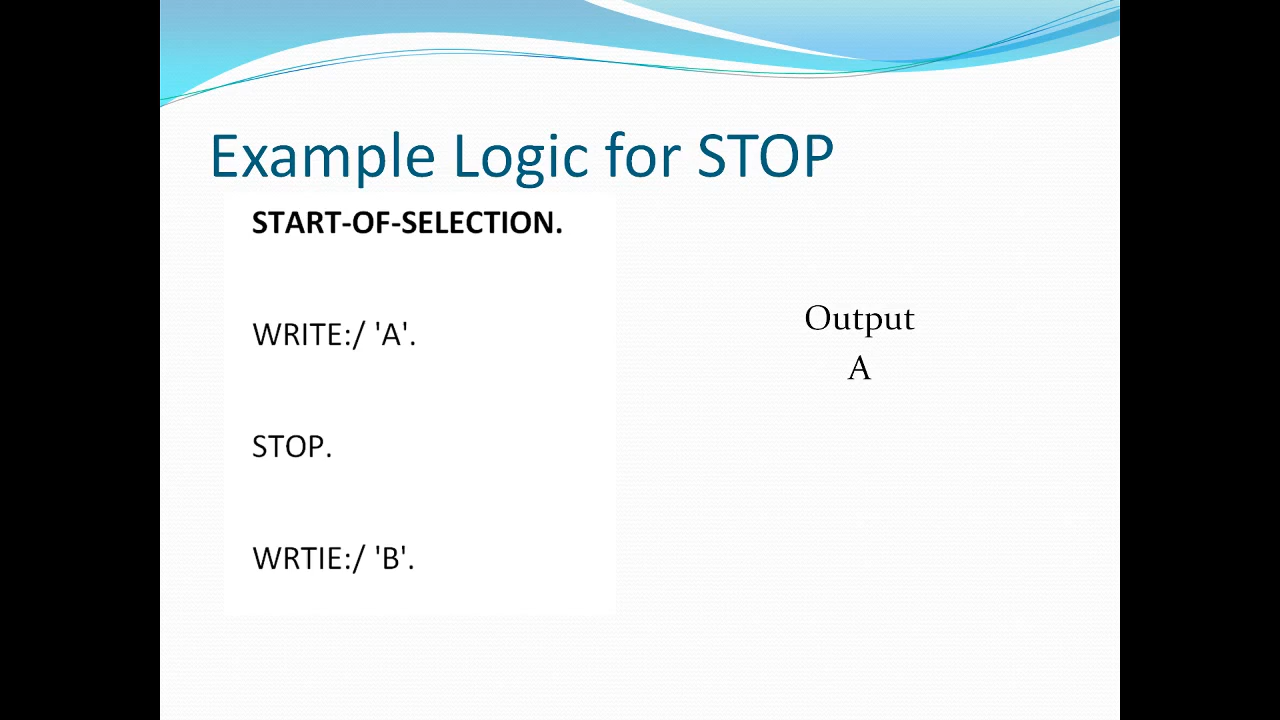 Example Logic for STOP
START-OF-SELECTION.
WRITE:/ 'A'.
STOP.
WRTIE:/ 'B'.
Output
A